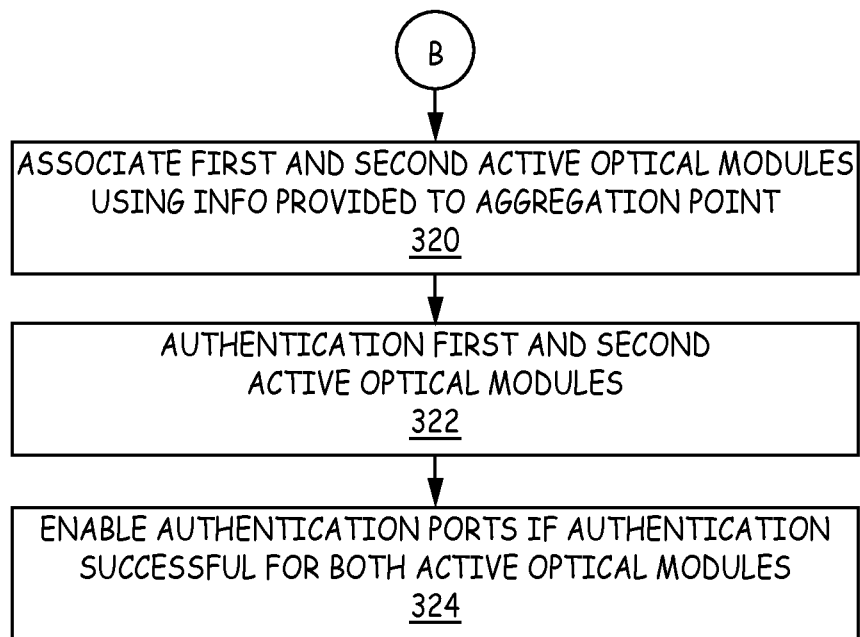 B
ASSOCIATE FIRST AND SECOND ACTIVE OPTICAL MODULES
USING INFO PROVIDED TO AGGREGATION POINT
320
AUTHENTICATION FIRST AND SECOND
ACTIVE OPTICAL MODULES
322
ENABLE AUTHENTICATION PORTS IF AUTHENTICATION
SUCCESSFUL FOR BOTH ACTIVE OPTICAL MODULES
324